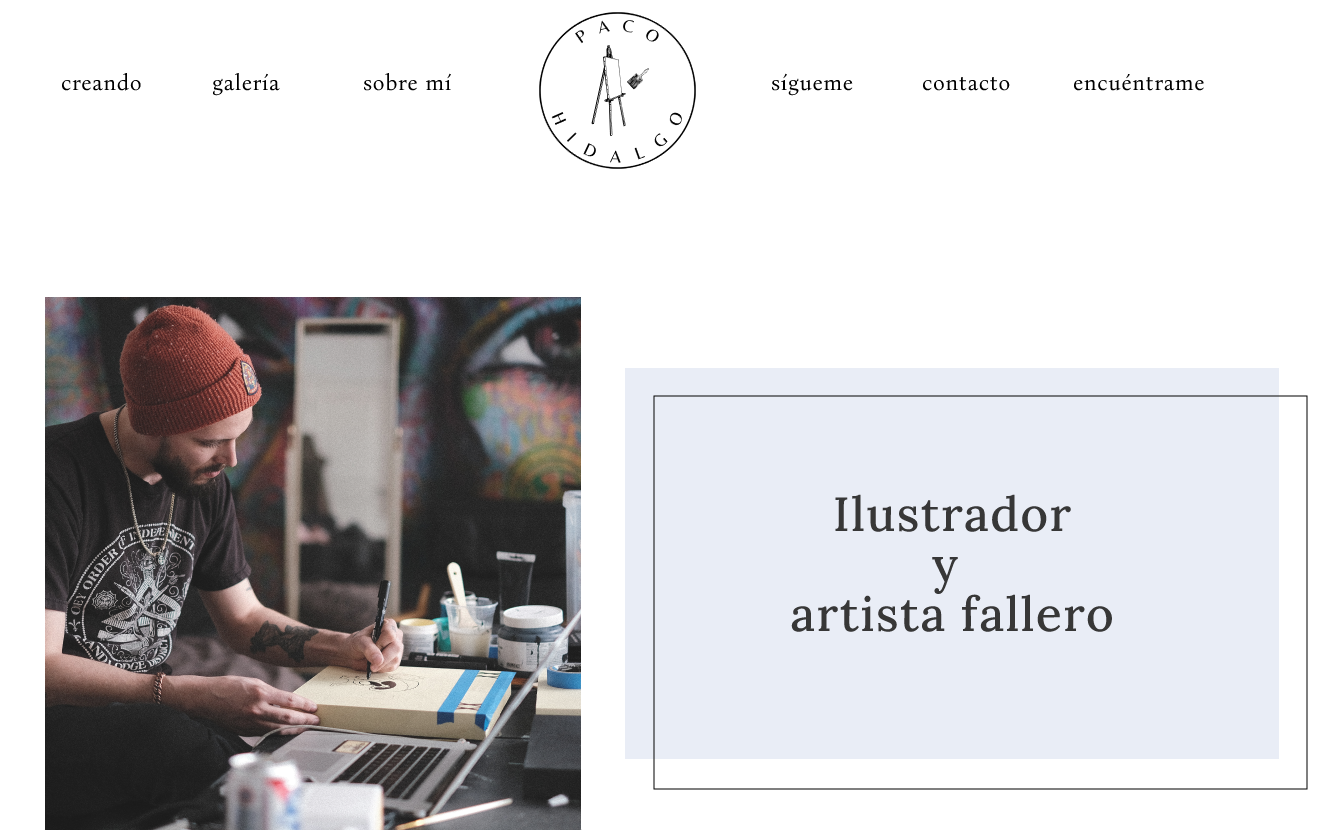 creando
galería
sobre mí
PACO
HIDALGO
sígueme
contacto
encuéntrame
Ilustrador
y
artista fallero